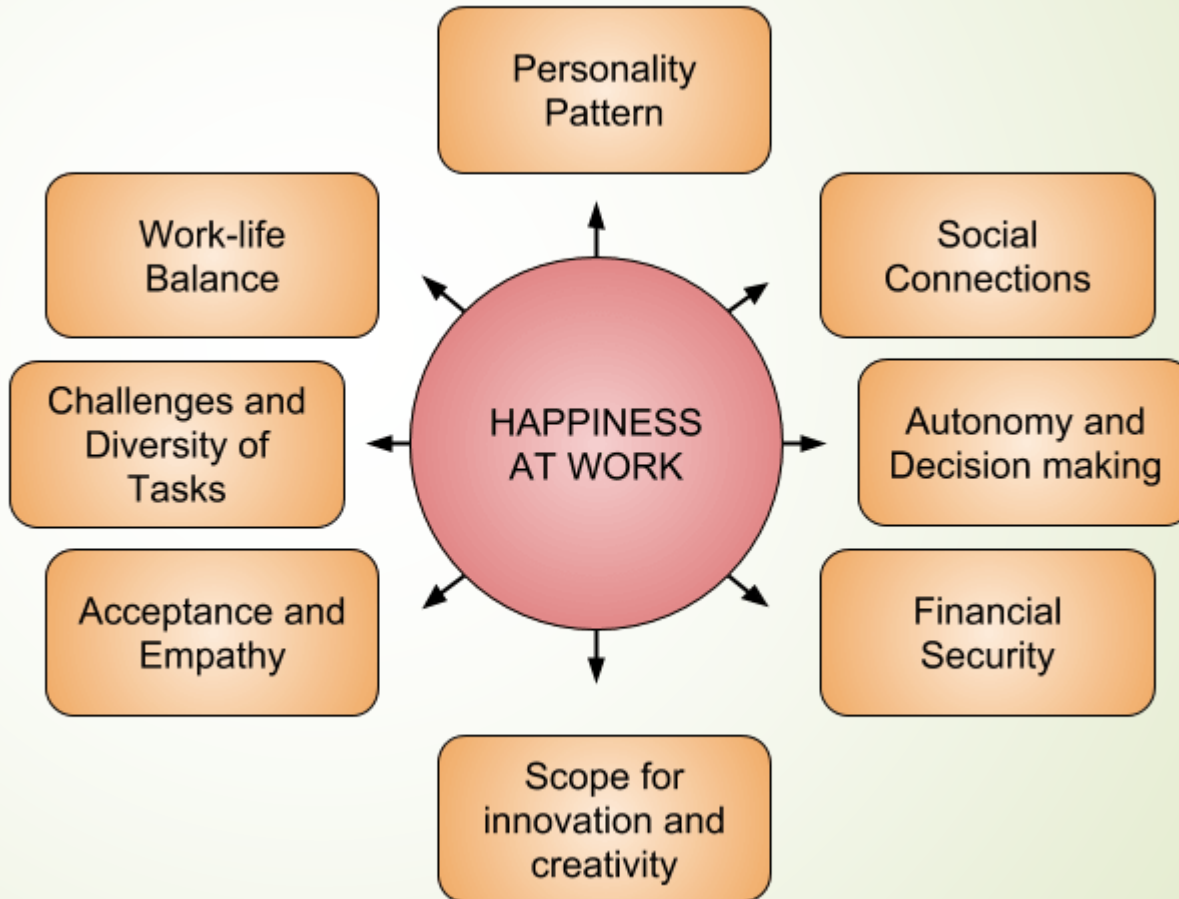 Personality
Pattern
Work-life
Balance
Social
Connections
Challenges and
Diversity of
Tasks
HAPPINESS
AT WORK
Autonomy and
Decision making
Acceptance and
Empathy
Financial
Security
Scope for
innovation and
creativity